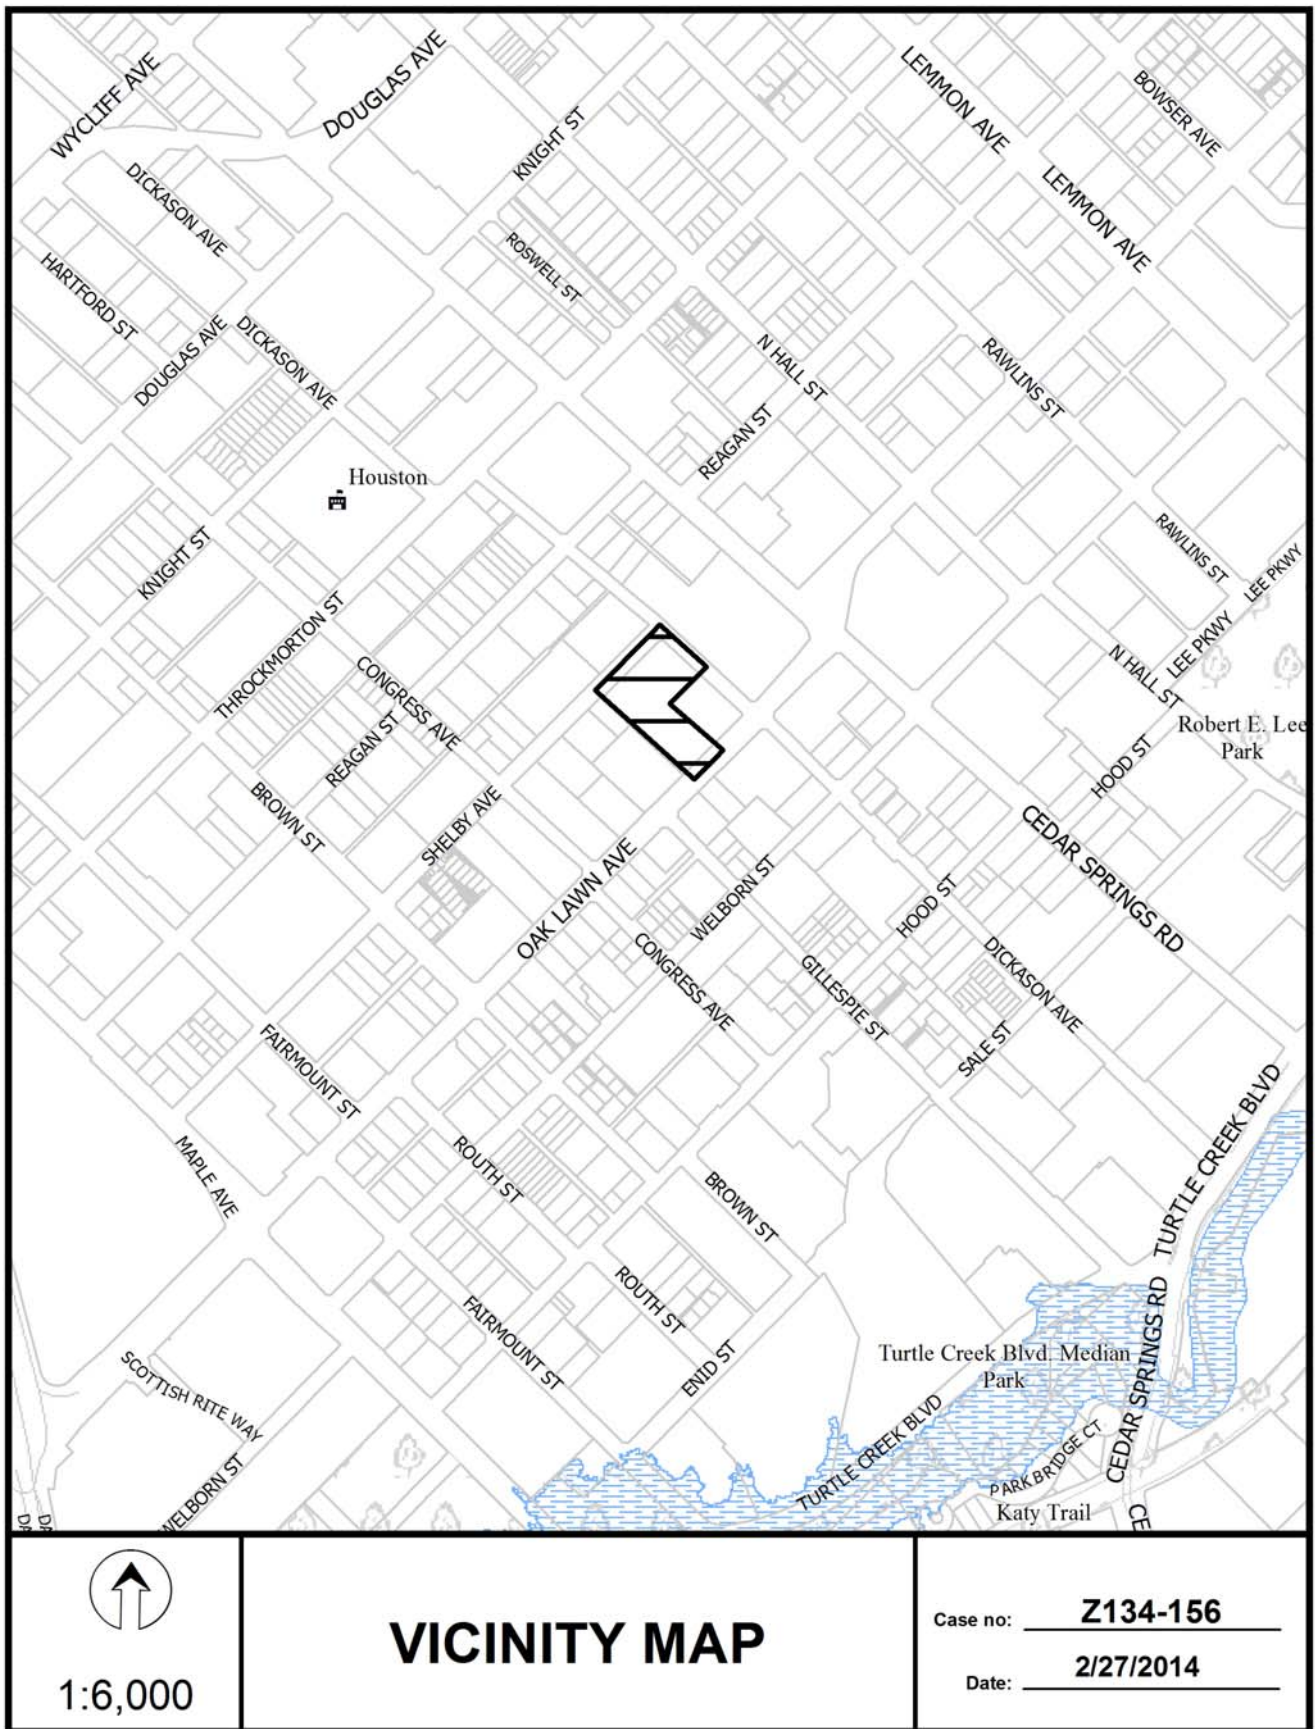 WYCLIFF AVE
DOUGLAS AVE
KNIGHT ST
LEMMON AVE
BOWSER AVE
DICKASON AVE
LEMMON AVE
HARTFORD ST
ROSWELL ST
DOUGLAS AVE
DICKASON AVE
N HALL ST
RAWLINS ST
REAGAN ST
Houston
KNIGHT ST
RAWLINS ST
LEE PKWY
THROCKMORTON ST
CONGRESS AVE
LEE PKWY
N HALL ST
REAGAN ST
Robert E. Lee
Park
HOOD ST
BROWN ST
SHELBY AVE
CEDAR SPRINGS RD
OAK LAWN AVE
WELBORN ST
HOOD ST
CONGRESS AVE
GILLESPIE ST
DICKASON AVE
SALE ST
FAIRMOUNT ST
MAPLE AVE
ROUTH ST
BROWN ST
TURTLE CREEK BLVD
ROUTH ST
FAIRMOUNT ST
ENID ST
Turtle Creek Blvd. Median
Park
CEDAR SPRINGS RD
SCOTTISH RITE WAY
TURTLE CREEK BLVD
PARK BRIDGE CT
WELBORN ST
Katy Trail
CE
DA
DA
1:6,000
VICINITY MAP
Case no: Z134-156
Date: 2/27/2014